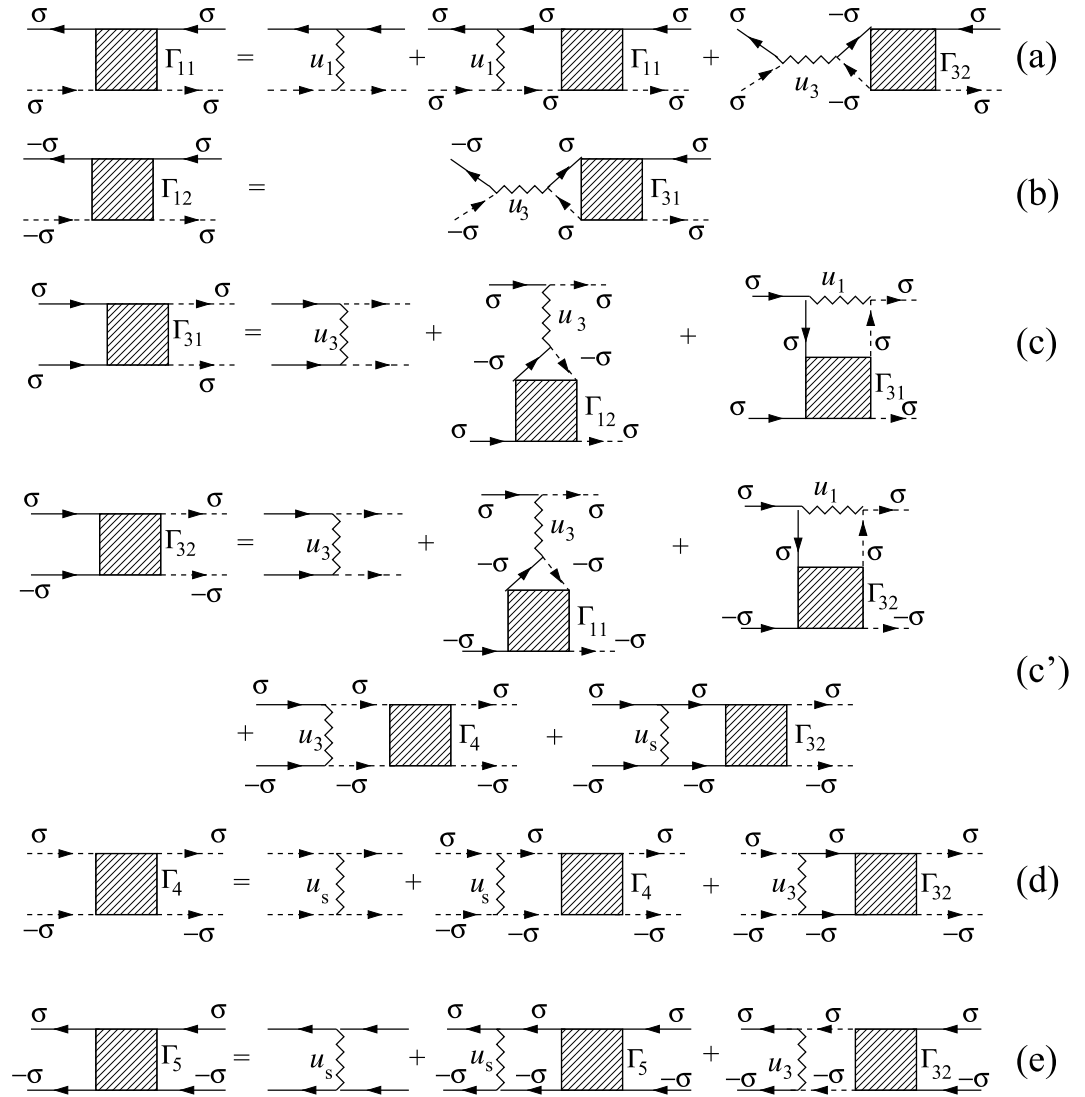 σ σ σ −σ σ
Γ11 = u1 + u1 Γ11 + u3 Γ32 (a)
σ σ σ σ σ σ −σ σ
−σ σ −σ σ σ
Γ12 = u3 Γ31 (b)
−σ σ −σ σ σ
σ σ σ σ σ u1 σ
Γ31 = u3 + u3 + σ σ (c)
−σ −σ
σ σ σ Γ12 σ σ Γ31 σ
σ σ σ σ σ u1 σ
Γ32 = u3 + u3 + σ σ
−σ −σ
−σ −σ −σ Γ11 −σ −σ Γ32 −σ
(c')
σ σ σ σ σ σ
+ u3 Γ4 + us Γ32
−σ −σ −σ −σ −σ −σ
σ σ σ σ σ σ σ σ
Γ4 = us + us Γ4 + u3 Γ32 (d)
−σ −σ −σ −σ −σ −σ −σ −σ
σ σ σ σ σ σ σ σ
Γ5 = us + us Γ5 + u3 Γ32 (e)
−σ −σ −σ −σ −σ −σ −σ −σ